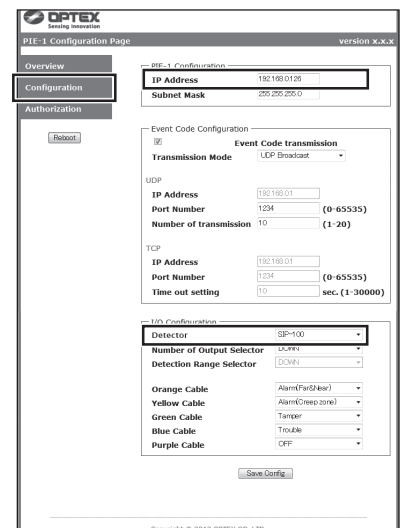 OPTEX
Sensing Innovation
PIE-1 Configuration Page version x.x.x
Overview
Configuration
Authorization
Reboot
PIE-1 Configuration
IP Address 192.168.0.126
Subnet Mask 255.255.255.0
Event Code Configuration
Event Code transmission
Transmission Mode UDP Broadcast
UDP
IP Address 192.168.0.1
Port Number 1234 (0-65535)
Number of transmission 10 (1-20)
TCP
IP Address 192.168.0.1
Port Number 1234 (0-65535)
Time out setting 10 sec. (1-30000)
I/O Configuration
Detector SIP-100
Number of Output Selector DOWN
Detection Range Selector DOWN
Orange Cable Alarm(Far&Near)
Yellow Cable Alarm(Creep zone)
Green Cable Tamper
Blue Cable Trouble
Purple Cable OFF
Save Config
Copyright © 2012 OPTEX CO.,LTD.